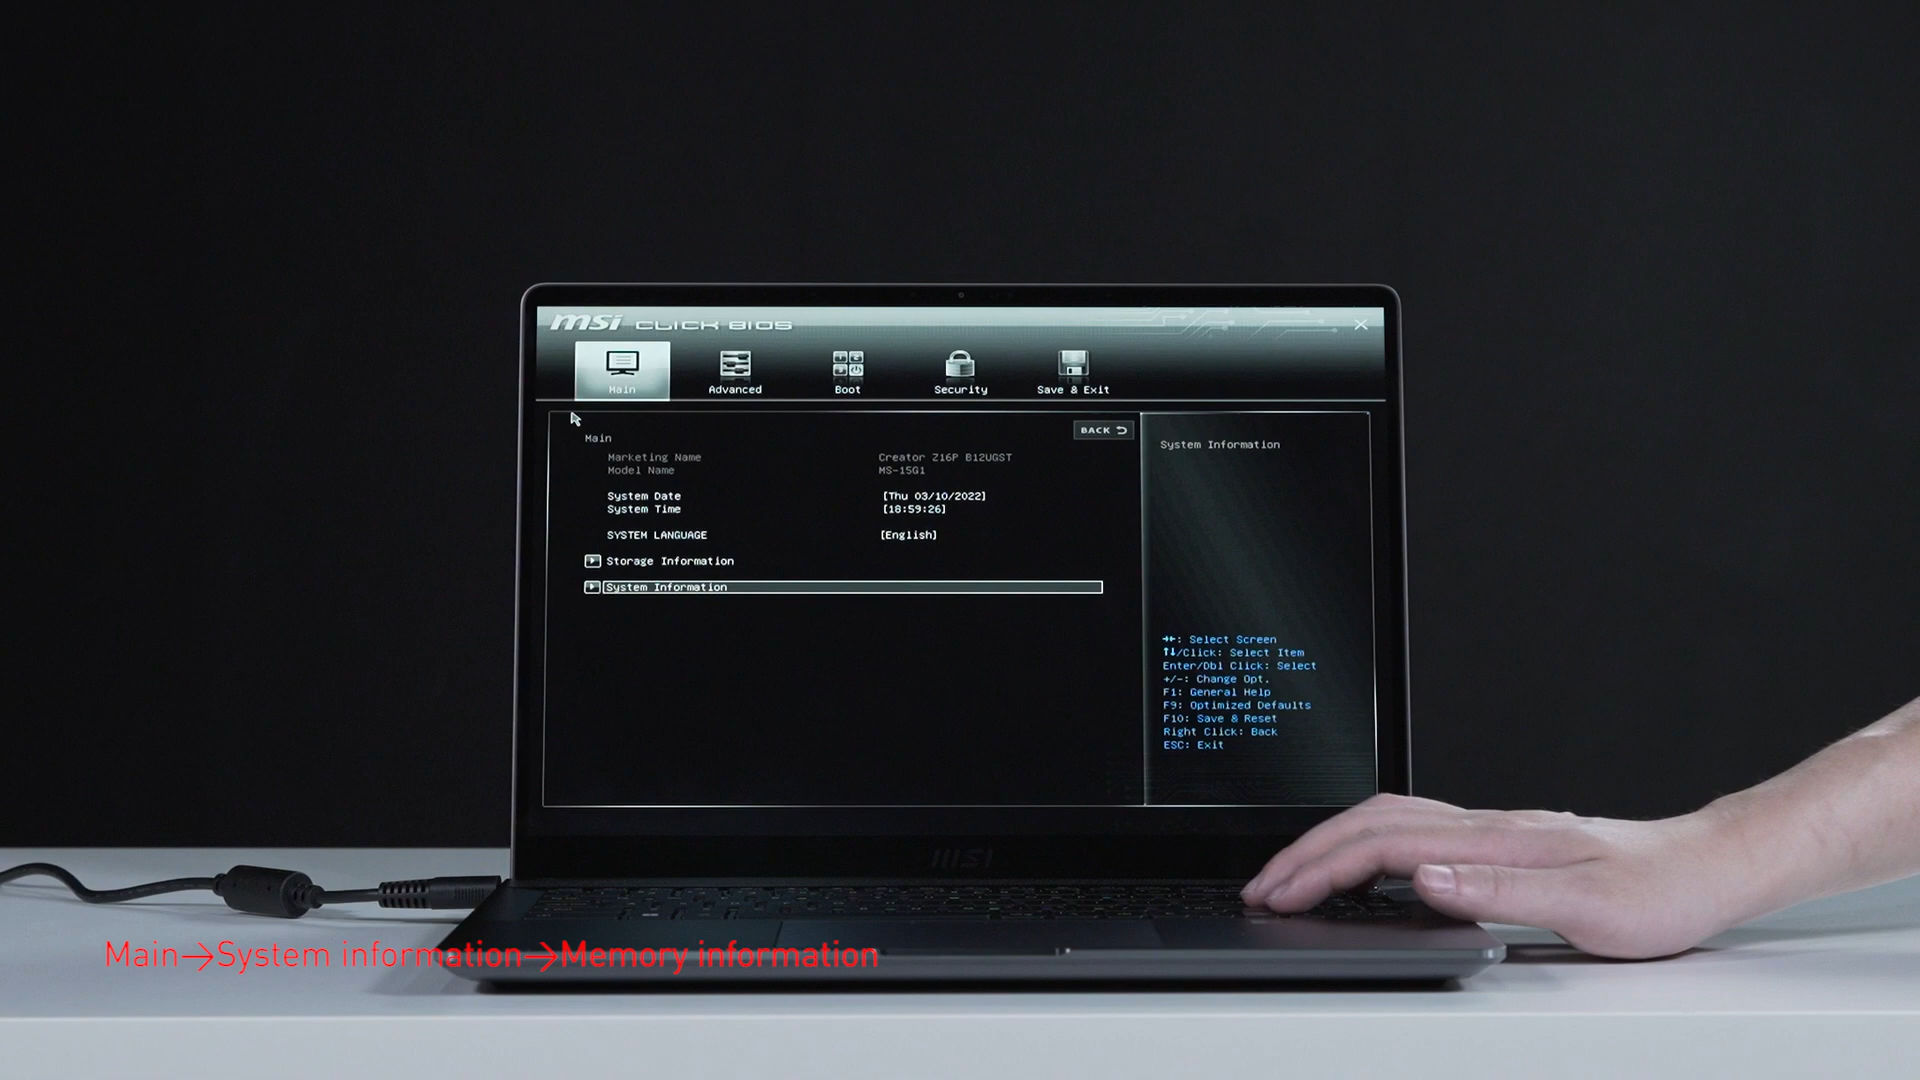 msi CLICK BIOS
Main
Advanced
Boot
Security
Save & Exit
BACK
Main
Marketing Name Creator Z16P B12UGST
Model Name MS-15G1
System Date [Thu 03/10/2022]
System Time [18:59:26]
SYSTEM LANGUAGE [English]
Storage Information
System Information
System Information
→←: Select Screen
↑↓/Click: Select Item
Enter/Dbl Click: Select
+/-: Change Opt.
F1: General Help
F9: Optimized Defaults
F10: Save & Reset
Right Click: Back
ESC: Exit
msi
Main→System information→Memory information